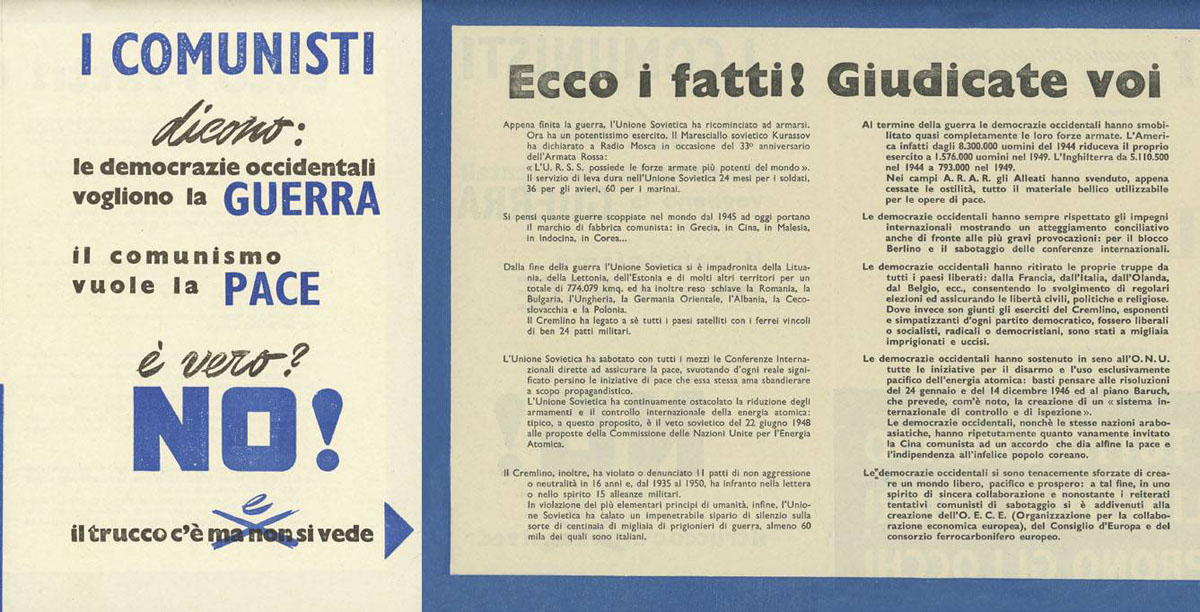 I COMUNISTI
dicono:
le democrazie occidentali
vogliono la GUERRA
il comunismo
vuole la PACE
è vero?
NO!
e
il trucco c'è ma non si vede
Ecco i fatti! Giudicate voi
Appena finita la guerra, l'Unione Sovietica ha ricominciato ad armarsi.
Ora ha un potentissimo esercito. Il Maresciallo sovietico Kurassov
ha dichiarato a Radio Mosca in occasione del 33º anniversario
dell'Armata Rossa:
« L'U. R. S. S. possiede le forze armate più potenti del mondo ».
Il servizio di leva dura nell'Unione Sovietica 24 mesi per i soldati,
36 per gli avieri, 60 per i marinai.
Si pensi quante guerre scoppiate nel mondo dal 1945 ad oggi portano
il marchio di fabbrica comunista: in Grecia, in Cina, in Malesia,
in Indocina, in Corea...
Dalla fine della guerra l'Unione Sovietica si è impadronita della Litua-
nia, della Lettonia, dell'Estonia e di molti altri territori per un
totale di 774.079 kmq. ed ha inoltre reso schiave la Romania, la
Bulgaria, l'Ungheria, la Germania Orientale, l'Albania, la Ceco-
slovacchia e la Polonia.
Il Cremlino ha legato a sè tutti i paesi satelliti con i ferrei vincoli
di ben 24 patti militari.
L'Unione Sovietica ha sabotato con tutti i mezzi le Conferenze Interna-
zionali dirette ad assicurare la pace, svuotando d'ogni reale signi-
ficato persino le iniziative di pace che essa stessa ama sbandierare
a scopo propagandistico.
L'Unione Sovietica ha continuamente ostacolato la riduzione degli
armamenti e il controllo internazionale della energia atomica:
tipico, a questo proposito, è il veto sovietico del 22 giugno 1948
alle proposte della Commissione delle Nazioni Unite per l'Energia
Atomica.
Il Cremlino, inoltre, ha violato o denunciato 11 patti di non aggressione
o neutralità in 16 anni e, dal 1935 al 1950, ha infranto nella lettera
o nello spirito 15 alleanze militari.
In violazione dei più elementari principi di umanità, infine, l'Unio-
ne Sovietica ha calato un impenetrabile sipario di silenzio sulla
sorte di centinaia di migliaia di prigionieri di guerra, almeno 60
mila dei quali sono italiani.
Al termine della guerra le democrazie occidentali hanno smobi-
litato quasi completamente le loro forze armate. L'Ameri-
ca infatti dagli 8.300.000 uomini del 1944 riduceva il proprio
esercito a 1.576.000 uomini nel 1949. L'Inghilterra da 5.110.500
nel 1944 a 793.000 nel 1949.
Nei campi A. R. A. R. gli Alleati hanno svenduto, appena
cessate le ostilità, tutto il materiale bellico utilizzabile
per le opere di pace.
Le democrazie occidentali hanno sempre rispettato gli impegni
internazionali mostrando un atteggiamento conciliativo
anche di fronte alle più gravi provocazioni: per il blocco
Berlino e il sabotaggio delle conferenze internazionali.
Le democrazie occidentali hanno ritirato le proprie truppe da
tutti i paesi liberati: dalla Francia, dall'Italia, dall'Olanda,
dal Belgio, ecc., consentendo lo svolgimento di regolari
elezioni ed assicurando le libertà civili, politiche e religiose.
Dove invece son giunti gli eserciti del Cremlino, esponenti
e simpatizzanti d'ogni partito democratico, fossero liberali
o socialisti, radicali o democristiani, sono stati a migliaia
imprigionati e uccisi.
Le democrazie occidentali hanno sostenuto in seno all'O.N.U.
tutte le iniziative per il disarmo e l'uso esclusivamente
pacifico dell'energia atomica: basti pensare alle risoluzioni
del 24 gennaio e del 14 dicembre 1946 ed al piano Baruch,
che prevede, com'è noto, la creazione di un « sistema in-
ternazionale di controllo e di ispezione ».
Le democrazie occidentali, nonchè le stesse nazioni arabo-
asiatiche, hanno ripetutamente quanto vanamente invitato
la Cina comunista ad un accordo che dia alfine la pace e
l'indipendenza all'infelice popolo coreano.
Le democrazie occidentali si sono tenacemente sforzate di crea-
re un mondo libero, pacifico e prospero: a tal fine, in uno
spirito di sincera collaborazione e nonostante i reiterati
tentativi comunisti di sabotaggio si è addivenuti alla
creazione dell'O. E. C. E. (Organizzazione per la collabo-
razione economica europea), del Consiglio d'Europa e del
consorzio ferrocarbonifero europeo.